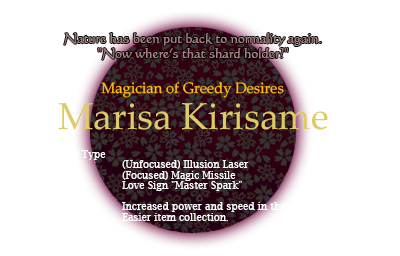 Nature has been put back to normality again.
"Now where's that shard holder?"
Magician of Greedy Desires
Marisa Kirisame
Type
(Unfocused) Illusion Laser
(Focused) Magic Missile
Love Sign "Master Spark"
Increased power and speed in the
Easier item collection.